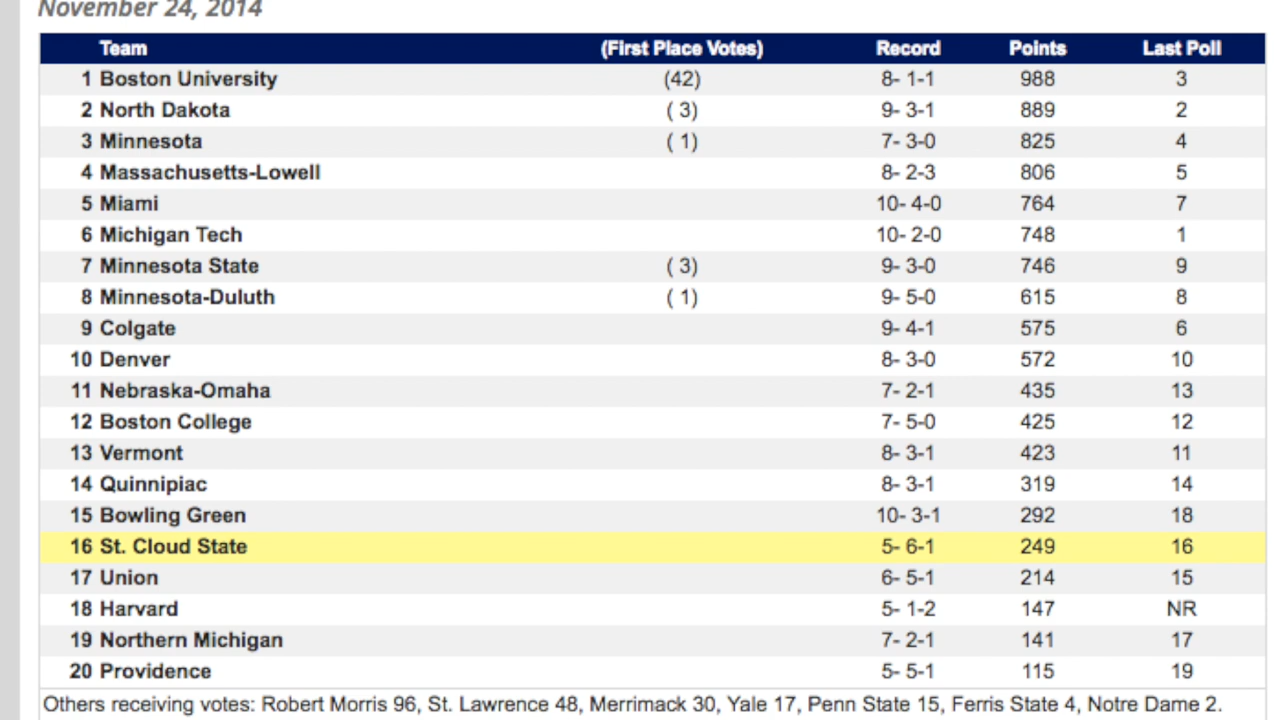 November 24, 2014
Team (First Place Votes) Record Points Last Poll
1 Boston University (42) 8- 1-1 988 3
2 North Dakota ( 3) 9- 3-1 889 2
3 Minnesota ( 1) 7- 3-0 825 4
4 Massachusetts-Lowell 8- 2-3 806 5
5 Miami 10- 4-0 764 7
6 Michigan Tech 10- 2-0 748 1
7 Minnesota State ( 3) 9- 3-0 746 9
8 Minnesota-Duluth ( 1) 9- 5-0 615 8
9 Colgate 9- 4-1 575 6
10 Denver 8- 3-0 572 10
11 Nebraska-Omaha 7- 2-1 435 13
12 Boston College 7- 5-0 425 12
13 Vermont 8- 3-1 423 11
14 Quinnipiac 8- 3-1 319 14
15 Bowling Green 10- 3-1 292 18
16 St. Cloud State 5- 6-1 249 16
17 Union 6- 5-1 214 15
18 Harvard 5- 1-2 147 NR
19 Northern Michigan 7- 2-1 141 17
20 Providence 5- 5-1 115 19
Others receiving votes: Robert Morris 96, St. Lawrence 48, Merrimack 30, Yale 17, Penn State 15, Ferris State 4, Notre Dame 2.